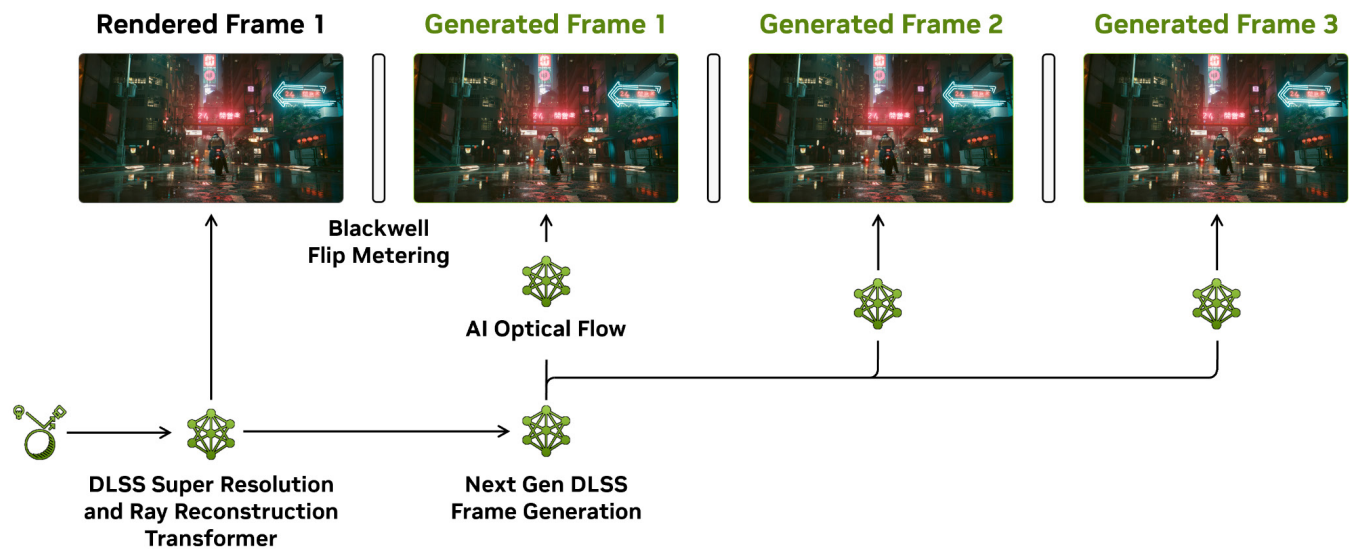 Rendered Frame 1
Generated Frame 1
Generated Frame 2
Generated Frame 3
Blackwell
Flip Metering
AI Optical Flow
DLSS Super Resolution
and Ray Reconstruction
Transformer
Next Gen DLSS
Frame Generation